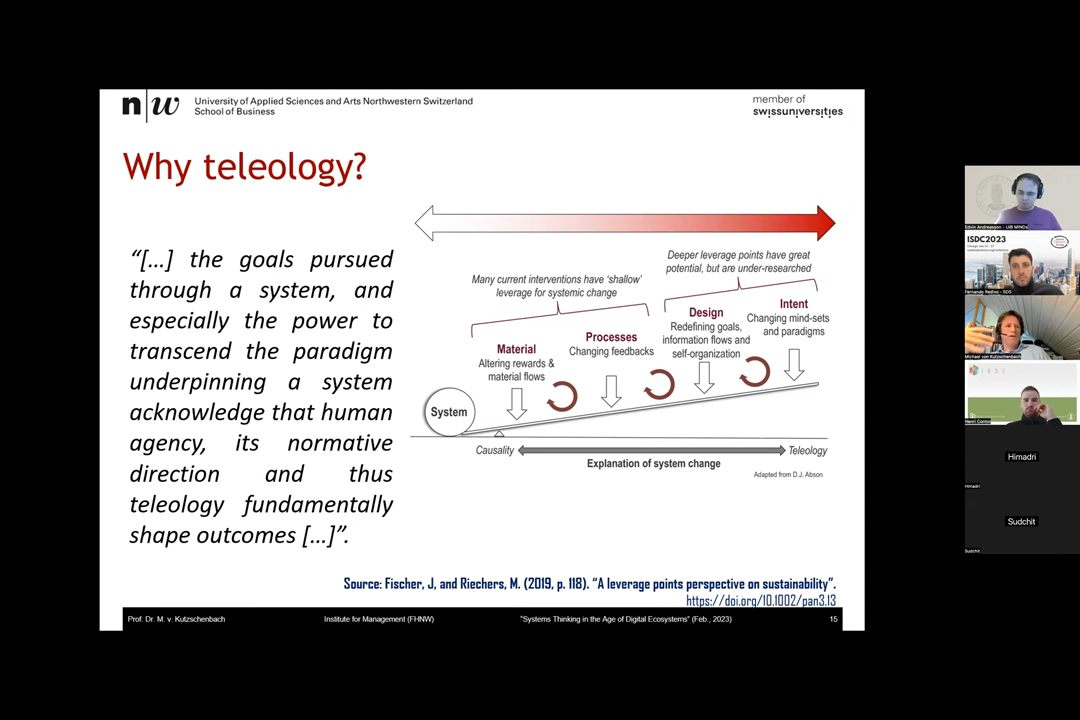 n|w University of Applied Sciences and Arts Northwestern Switzerland
School of Business
member of
swissuniversities
Why teleology?
“[…] the goals pursued
through a system, and
especially the power to
transcend the paradigm
underpinning a system
acknowledge that human
agency, its normative
direction and thus
teleology fundamentally
shape outcomes […]”.
Many current interventions have ‘shallow’
leverage for systemic change
Deeper leverage points have great
potential, but are under-researched
Material
Altering rewards &
material flows
Processes
Changing feedbacks
Design
Redefining goals,
information flows and
self-organization
Intent
Changing mind-sets
and paradigms
System
Causality
Teleology
Explanation of system change
Adapted from D.J. Abson
Source: Fischer, J, and Riechers, M. (2019, p. 118). “A leverage points perspective on sustainability”.
https://doi.org/10.1002/pan3.13
Prof. Dr. M. v. Kutzschenbach Institute for Management (FHNW) "Systems Thinking in the Age of Digital Ecosystems" (Feb., 2023) 15
Edvin Andreasson - UiB MINDs
ISDC2023
Fernando Redivo - SDS
Michael von Kutzschenbach
Himadri
Himadri
Sudchit
Sudchit